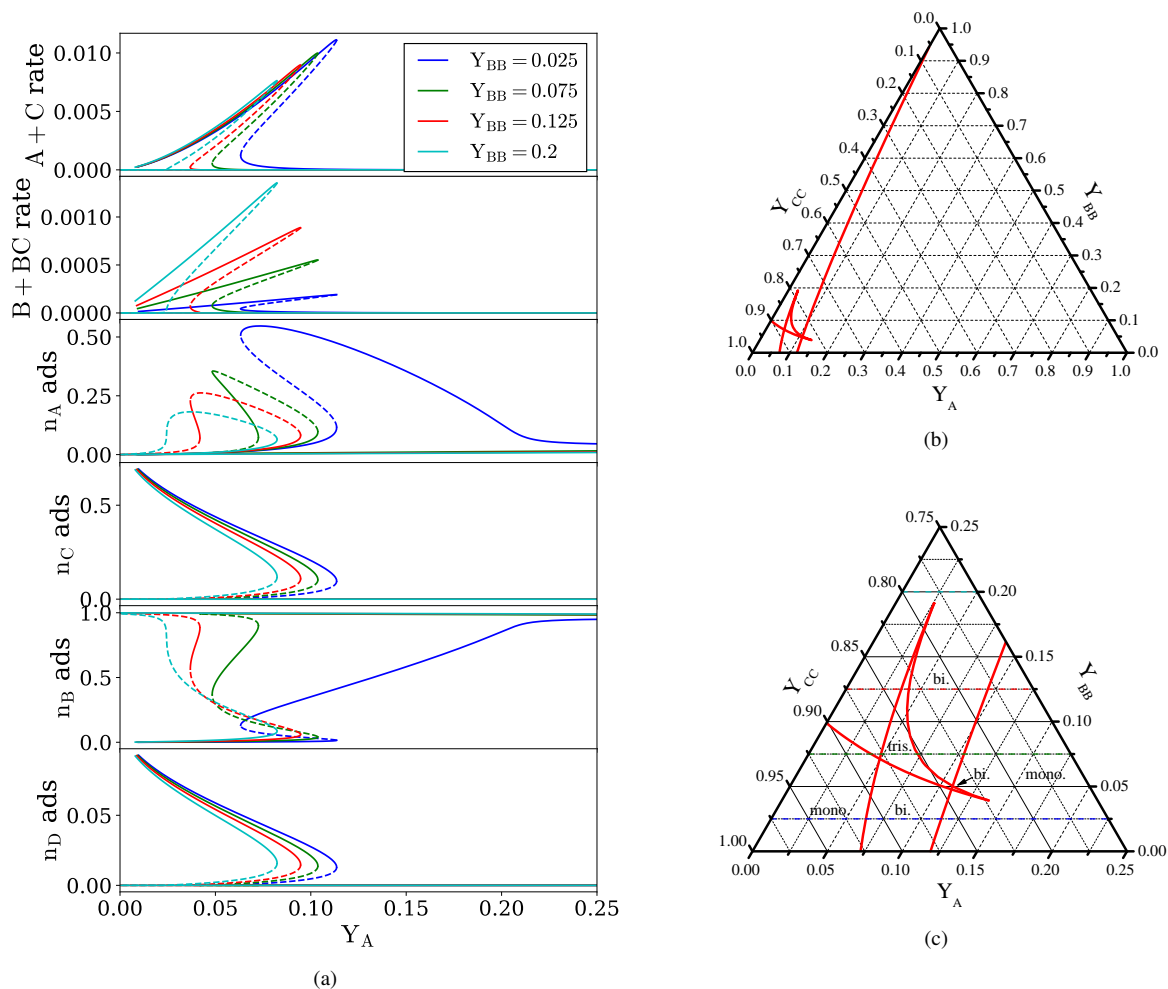 A + C rate
0.010
0.005
0.000
Y_BB = 0.025
Y_BB = 0.075
Y_BB = 0.125
Y_BB = 0.2
B + BC rate
0.0010
0.0005
0.0000
n_A ads
0.50
0.25
0.00
n_C ads
0.5
0.0
n_B ads
1.0
0.5
0.0
n_D ads
0.05
0.00
0.00 0.05 0.10 0.15 0.20 0.25
Y_A
(a)
0.0 1.0
0.1 0.9
0.2 0.8
0.3 0.7
0.4 0.6
0.5 0.5
0.6 0.4
0.7 0.3
0.8 0.2
0.9 0.1
1.0 0.0
Y_CC
Y_BB
0.0 0.1 0.2 0.3 0.4 0.5 0.6 0.7 0.8 0.9 1.0
Y_A
(b)
0.75 0.25
0.80 0.20
0.85 0.15
0.90 0.10
0.95 0.05
1.00 0.00
Y_CC
Y_BB
bi.
tris.
bi. mono.
mono. bi.
0.00 0.05 0.10 0.15 0.20 0.25
Y_A
(c)